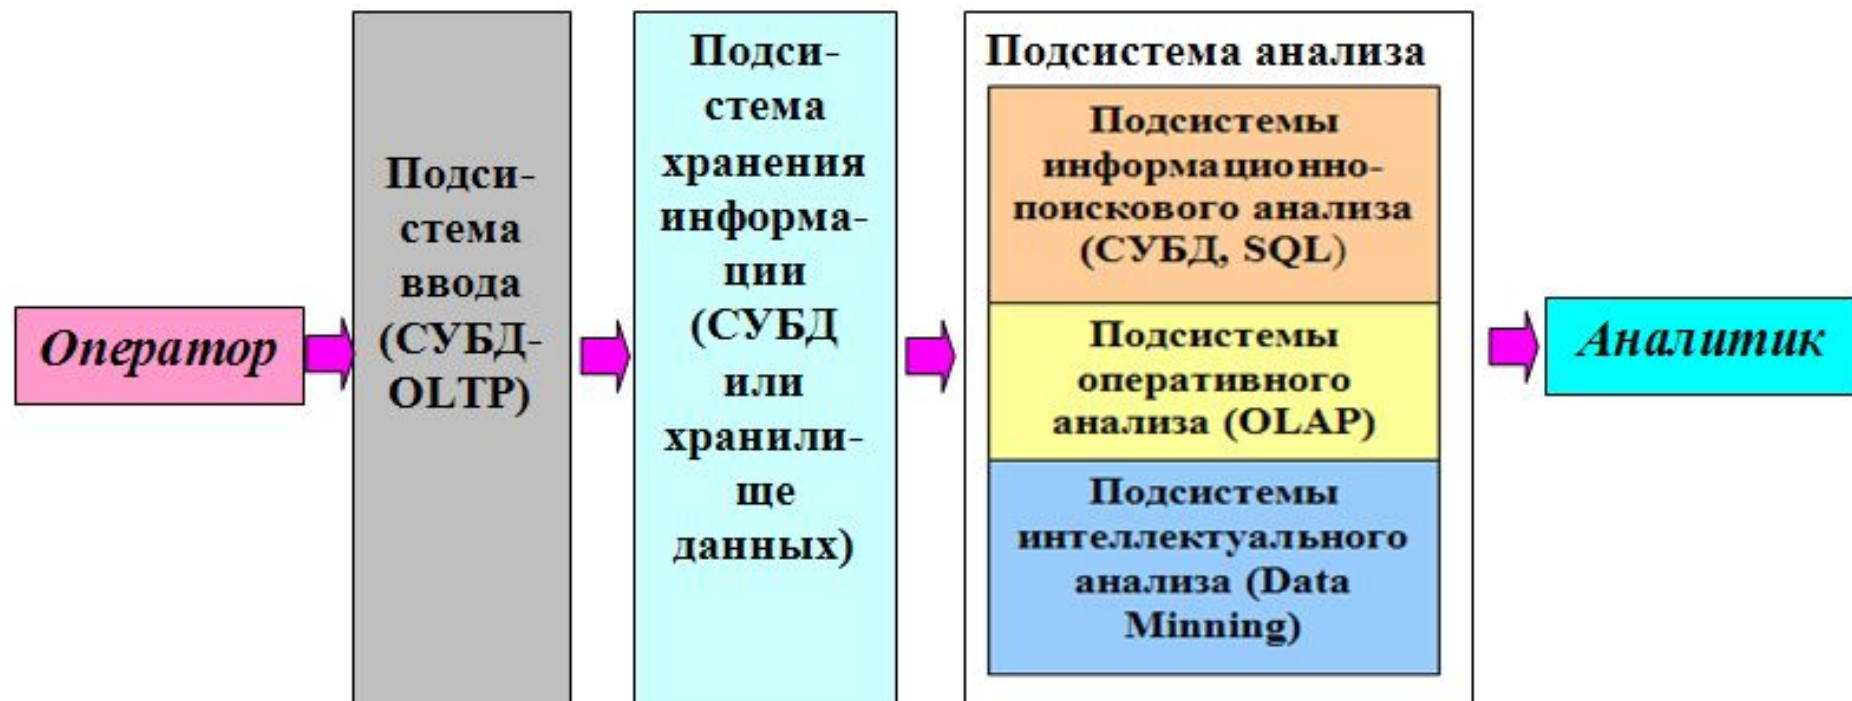 Оператор
Подси-
стема
ввода
(СУБД-
OLTP)
Подси-
стема
хранения
информа-
ции
(СУБД
или
хранили-
ще
данных)
Подсистема анализа
Подсистемы
информационно-
поискового анализа
(СУБД, SQL)
Подсистемы
оперативного
анализа (OLAP)
Подсистемы
интеллектуального
анализа (Data
Minning)
Аналитик